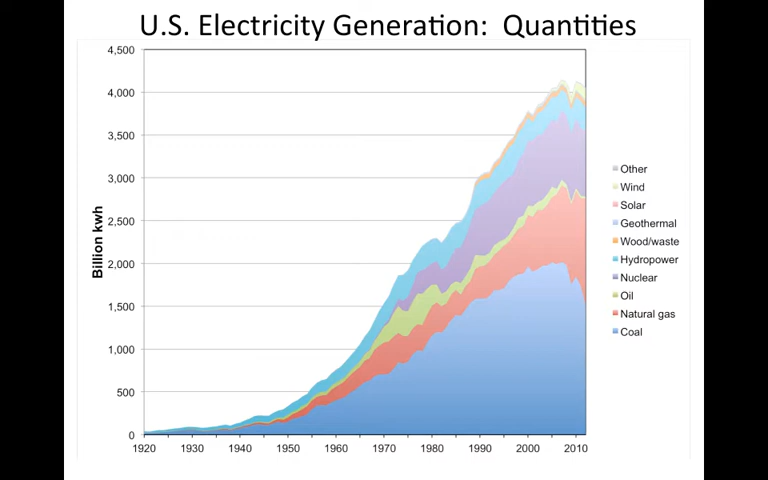 U.S. Electricity Generation: Quantities
4,500
4,000
3,500
3,000
2,500
2,000
1,500
1,000
500
0
Billion kwh
1920 1930 1940 1950 1960 1970 1980 1990 2000 2010
Other
Wind
Solar
Geothermal
Wood/waste
Hydropower
Nuclear
Oil
Natural gas
Coal